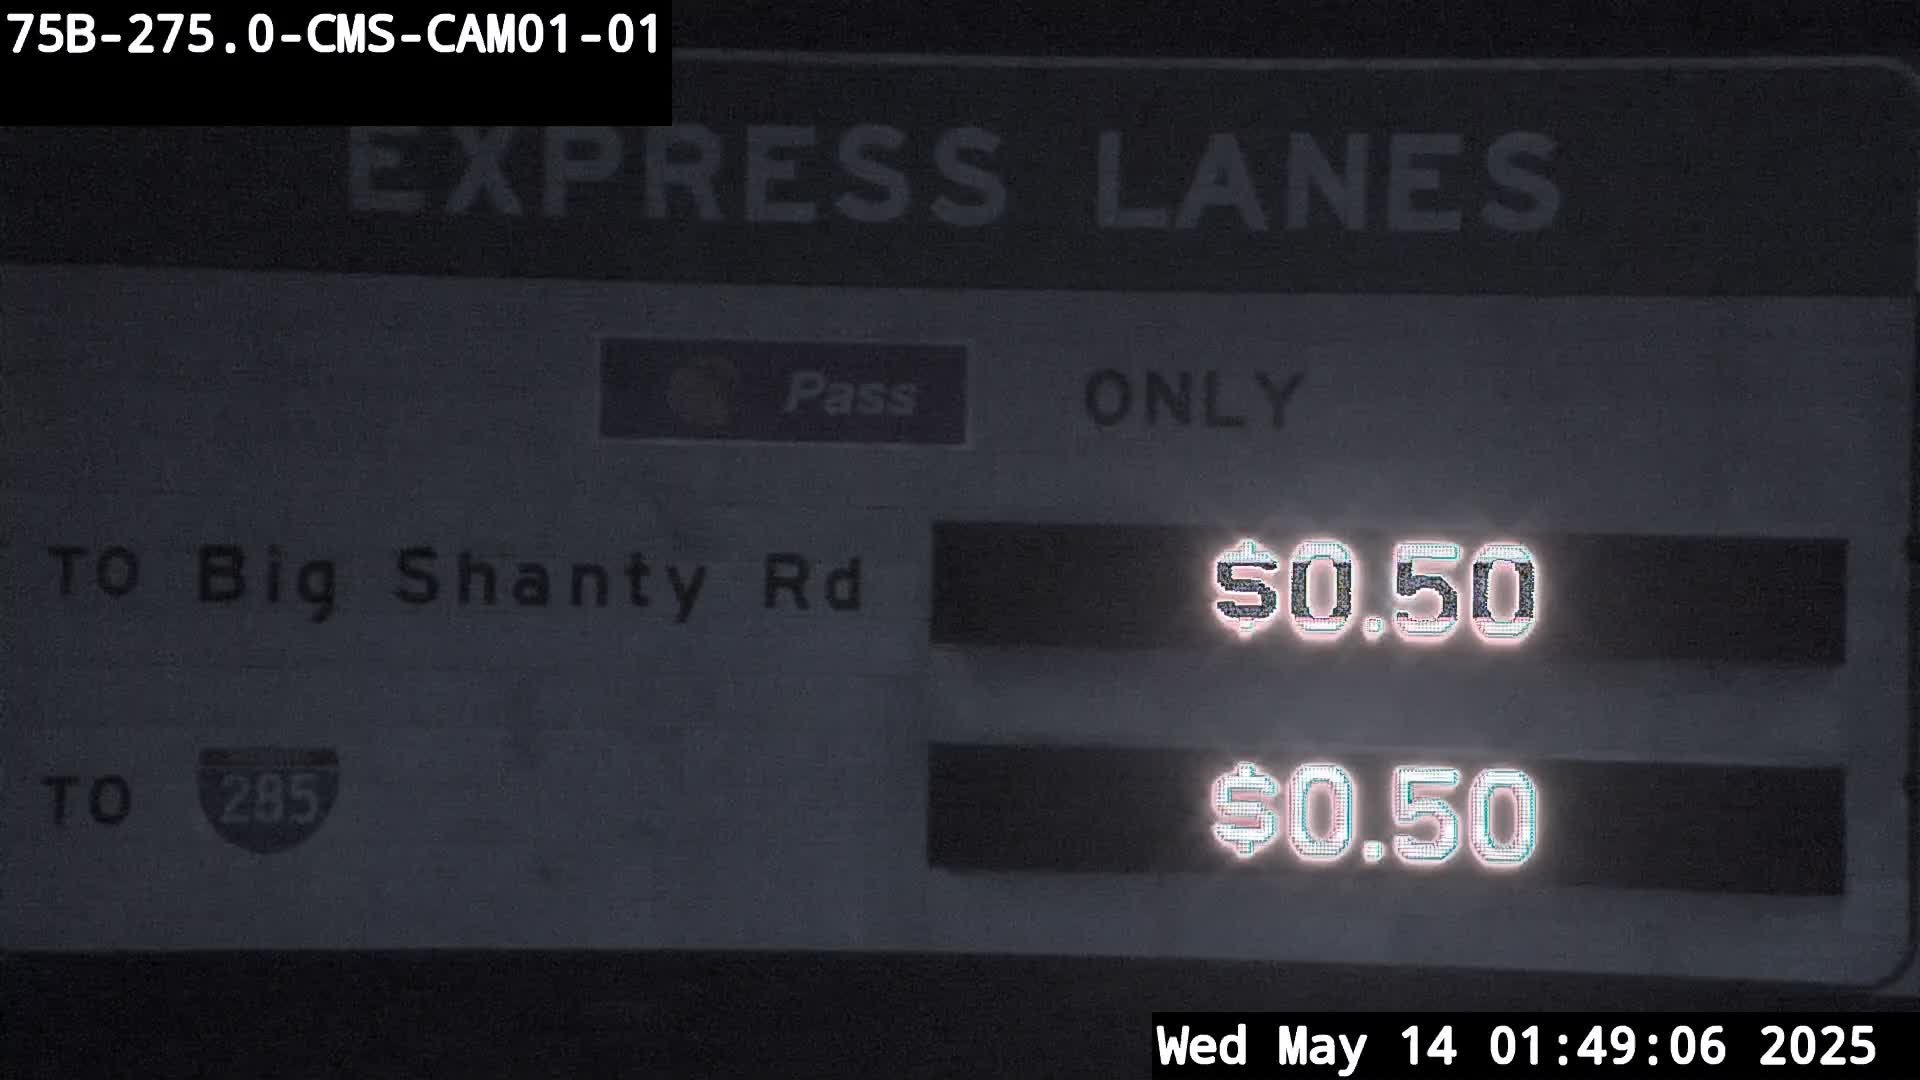 75B-275.0-CMS-CAM01-01
EXPRESS LANES
Pass ONLY
TO Big Shanty Rd $0.50
TO 285 $0.50
Wed May 14 01:49:06 2025